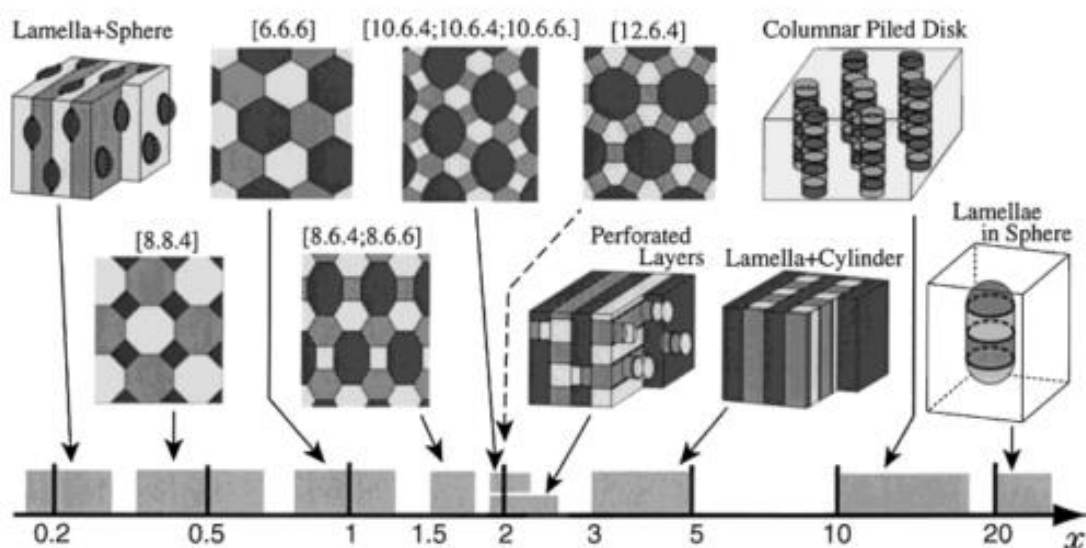 Lamella+Sphere
[6.6.6]
[10.6.4;10.6.4;10.6.6.]
[12.6.4]
Columnar Piled Disk
[8.8.4]
[8.6.4;8.6.6]
Perforated
Layers
Lamella+Cylinder
Lamellae
in Sphere
0.2 0.5 1 1.5 2 3 5 10 20 x